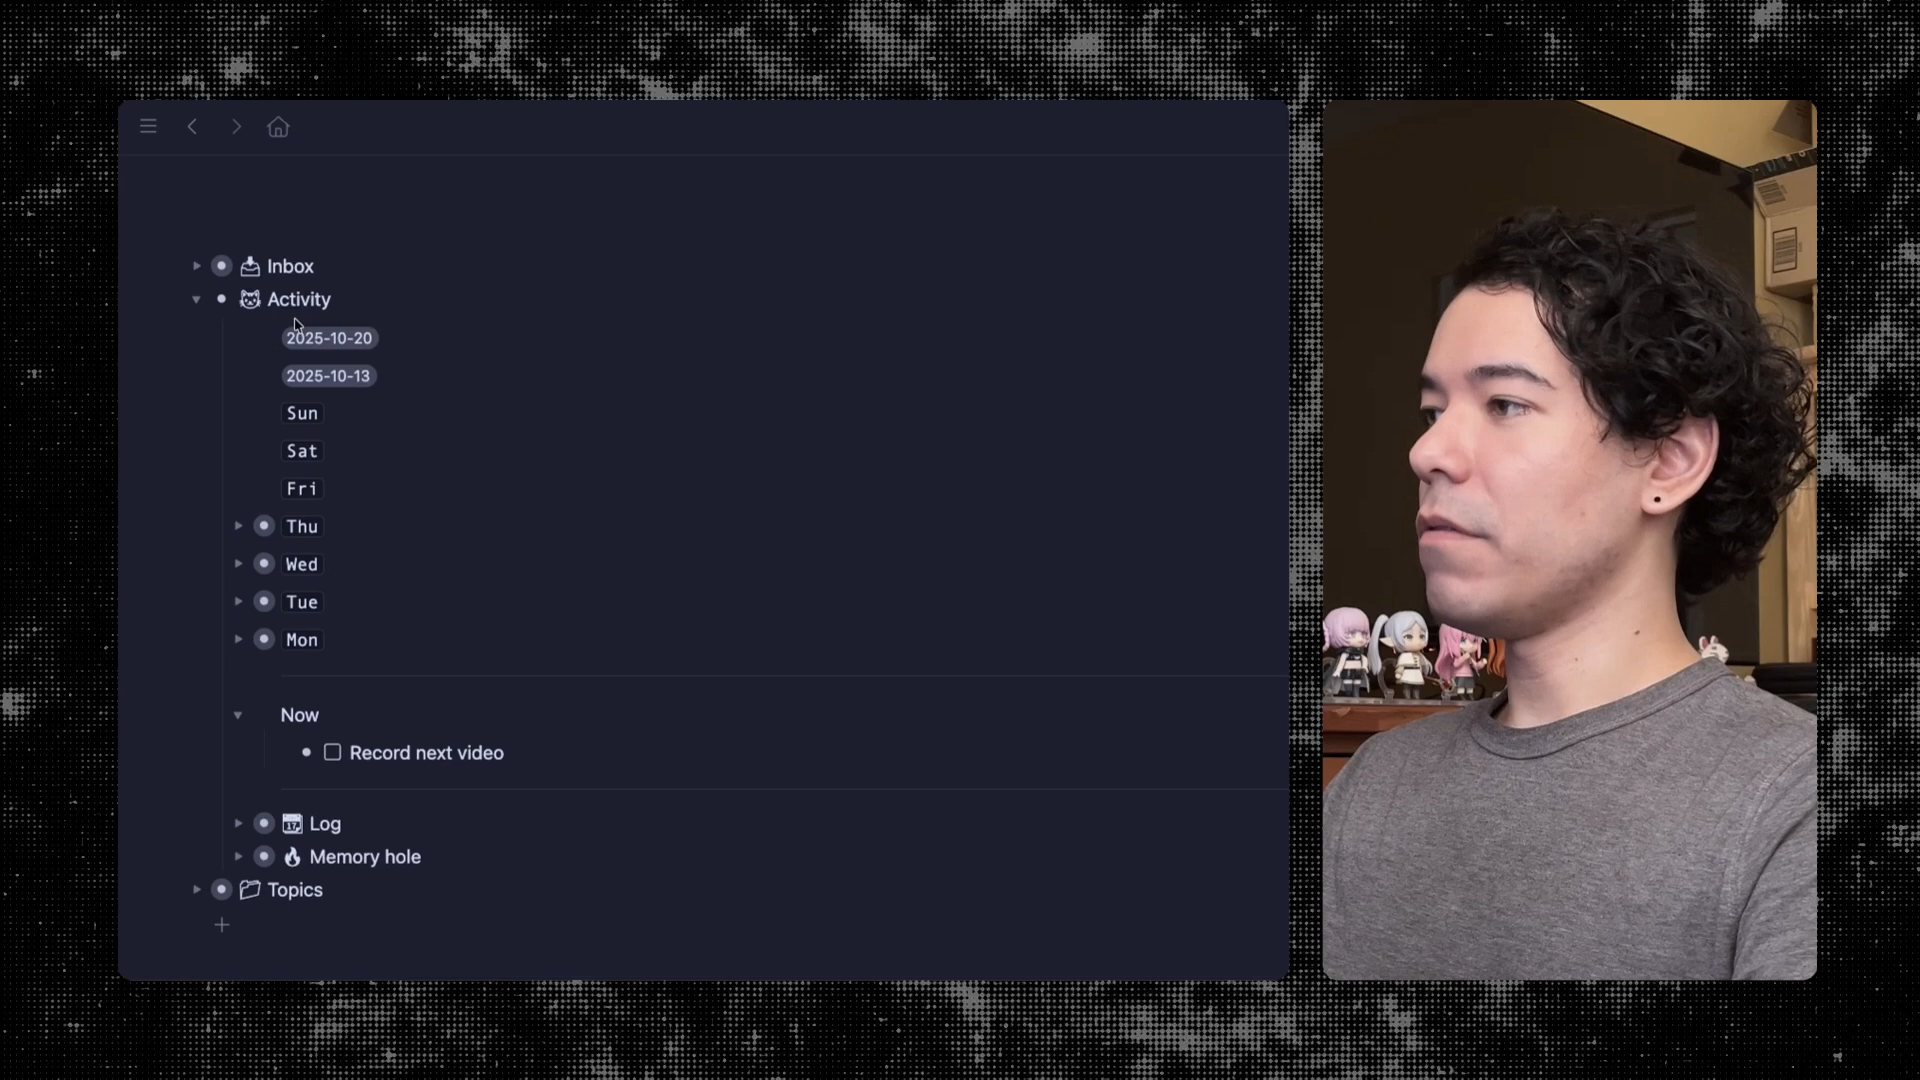 Inbox
Activity
2025-10-20
2025-10-13
Sun
Sat
Fri
Thu
Wed
Tue
Mon
Now
Record next video
17
Log
Memory hole
Topics